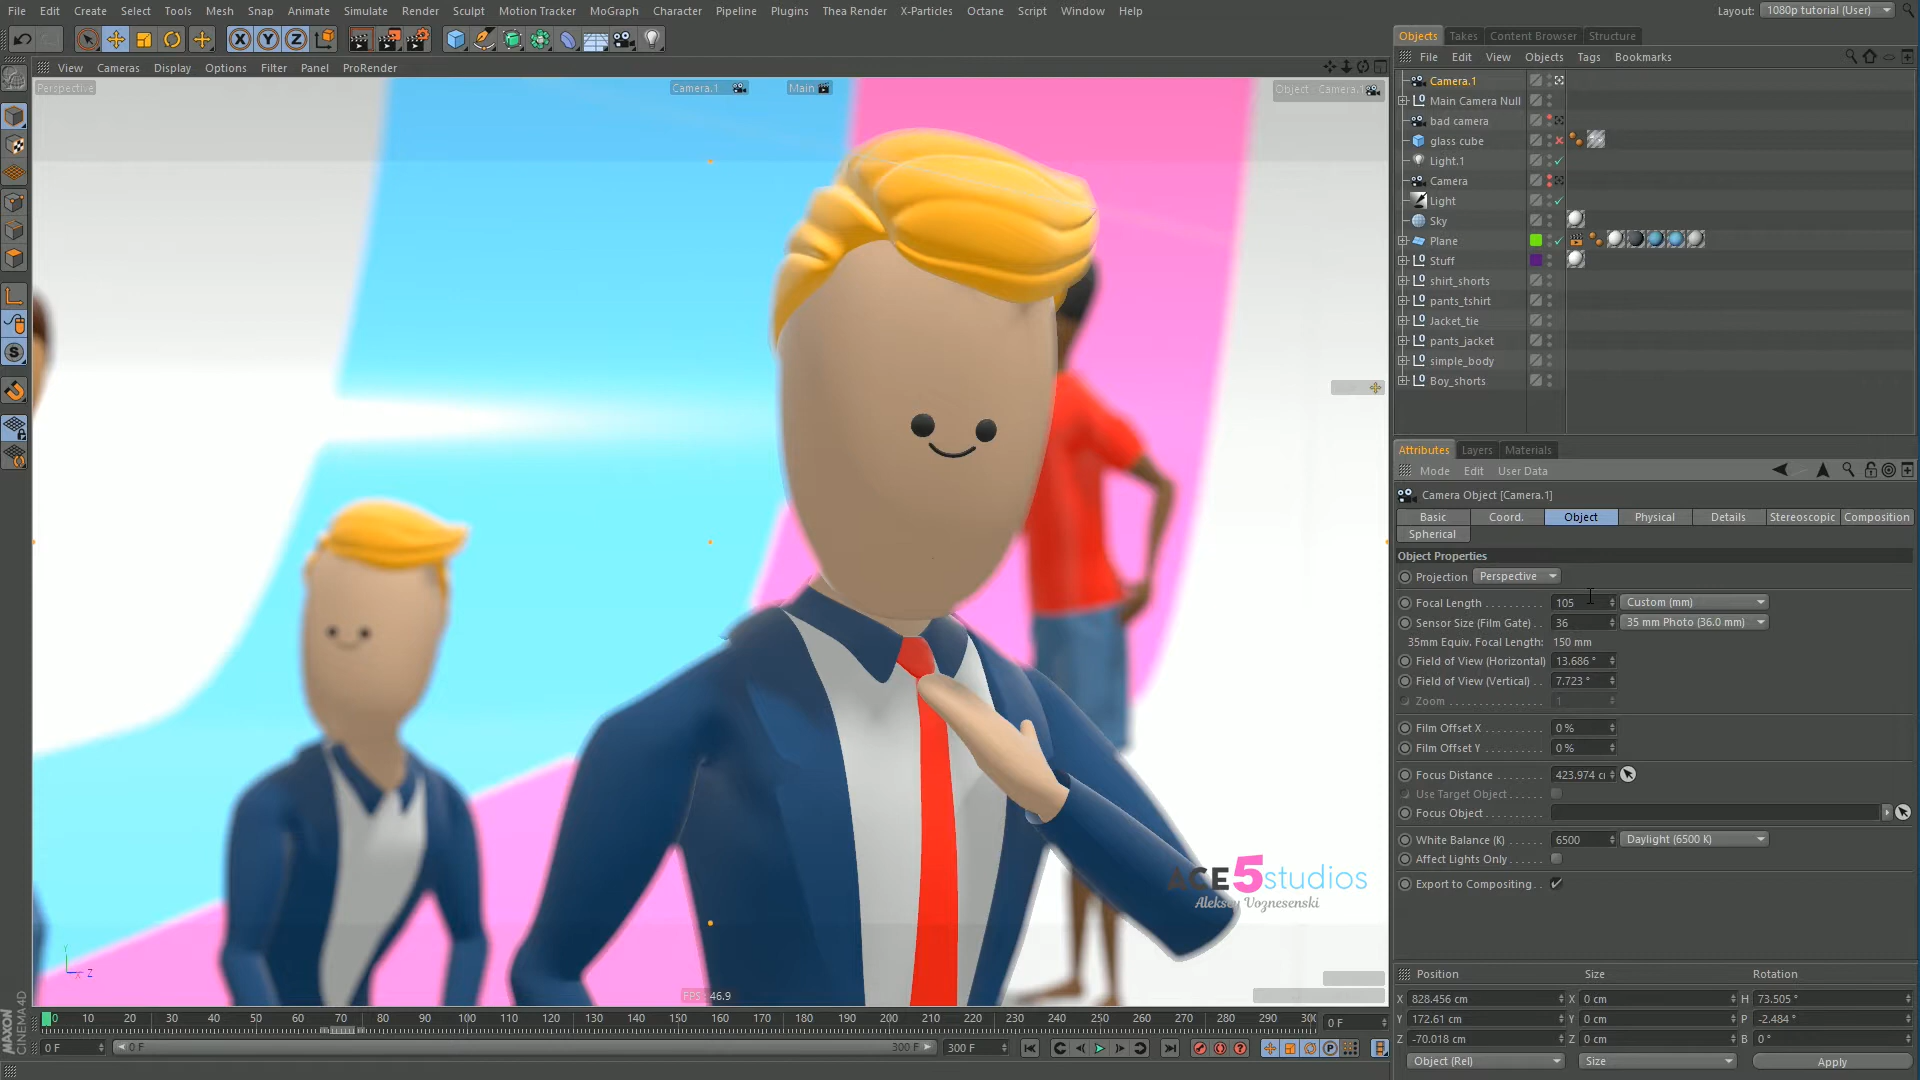 File Edit Create Select Tools Mesh Snap Animate Simulate Render Sculpt Motion Tracker MoGraph Character Pipeline Plugins Thea Render X-Particles Octane Script Window Help
Layout: 1080p tutorial (User)
X Y Z
View Cameras Display Options Filter Panel ProRender
Perspective
Camera.1
Main
Object : Camera.1
Objects Takes Content Browser Structure
File Edit View Objects Tags Bookmarks
Camera.1
Main Camera Null
bad camera
glass cube
Light.1
Camera
Light
Sky
Plane
Stuff
shirt_shorts
pants_tshirt
Jacket_tie
pants_jacket
simple_body
Boy_shorts
Attributes Layers Materials
Mode Edit User Data
Camera Object [Camera.1]
Basic Coord. Object Physical Details Stereoscopic Composition
Spherical
Object Properties
Projection Perspective
Focal Length 105 Custom (mm)
Sensor Size (Film Gate) 36 35 mm Photo (36.0 mm)
35mm Equiv. Focal Length: 150 mm
Field of View (Horizontal) 13.686 °
Field of View (Vertical) 7.723 °
Zoom 1
Film Offset X 0 %
Film Offset Y 0 %
Focus Distance 423.974
Use Target Object
Focus Object
White Balance (K) 6500 Daylight (6500 K)
Affect Lights Only
Export to Compositing
ACE5studios
Aleksey Voznesenski
Y
X Z
FPS : 46.9
Position Size Rotation
X 828.456 cm X 0 cm H 73.505 °
Y 172.61 cm Y 0 cm P -2.484 °
Z -70.018 cm Z 0 cm B 0 °
Object (Rel) Size Apply
0 10 20 30 40 50 60 70 80 90 100 110 120 130 140 150 160 170 180 190 200 210 220 230 240 250 260 270 280 290 0 F
0 F 0 F 300 F 300 F
MAXON
CINEMA4D